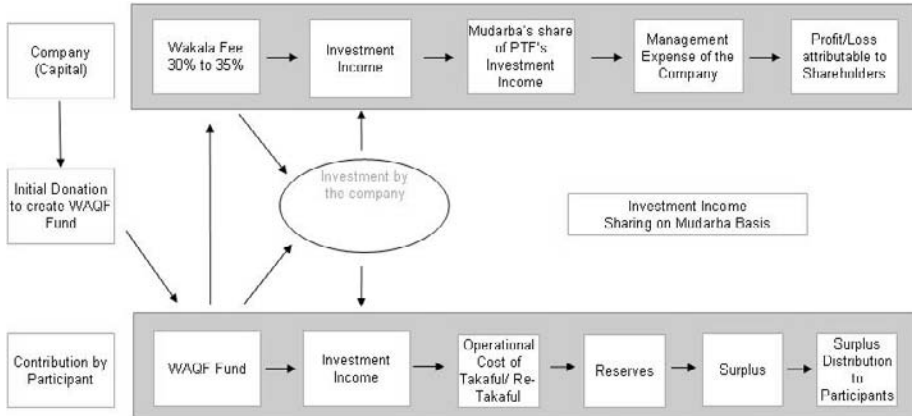 Company
(Capital)
Wakala Fee
30% to 35%
Investment
Income
Mudarba's share
of PTF's
Investment
Income
Management
Expense of the
Company
Profit/Loss
attributable to
Shareholders
Initial Donation
to create WAQF
Fund
Investment by
the company
Investment Income
Sharing on Mudarba Basis
Contribution by
Participant
WAQF Fund
Investment
Income
Operational
Cost of
Takaful/ Re-
Takaful
Reserves
Surplus
Surplus
Distribution
to
Participants